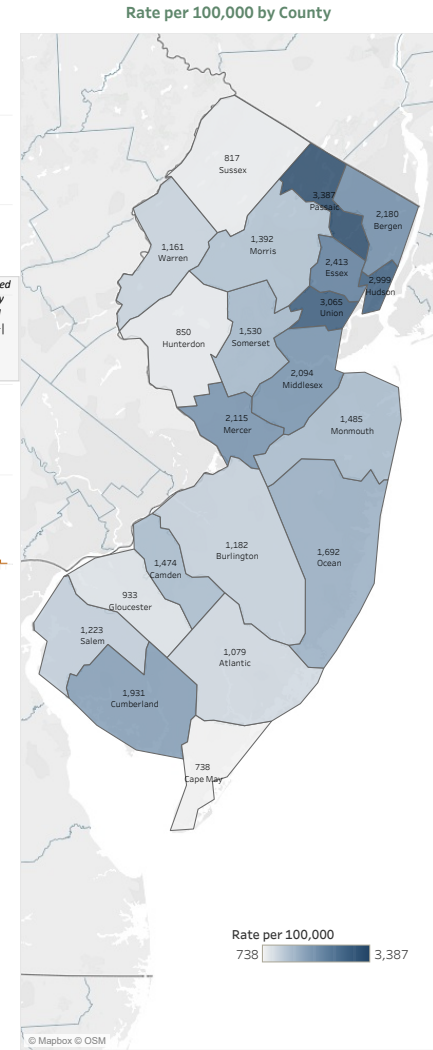 Rate per 100,000 by County
817
Sussex
3,387
Passaic
2,180
Bergen
1,161
Warren
1,392
Morris
2,413
Essex
2,999
Hudson
3,065
Union
850
Hunterdon
1,530
Somerset
2,094
Middlesex
2,115
Mercer
1,485
Monmouth
1,182
Burlington
1,692
Ocean
1,474
Camden
933
Gloucester
1,223
Salem
1,079
Atlantic
1,931
Cumberland
738
Cape May
ed
y
Rate per 100,000
738 3,387
© Mapbox © OSM